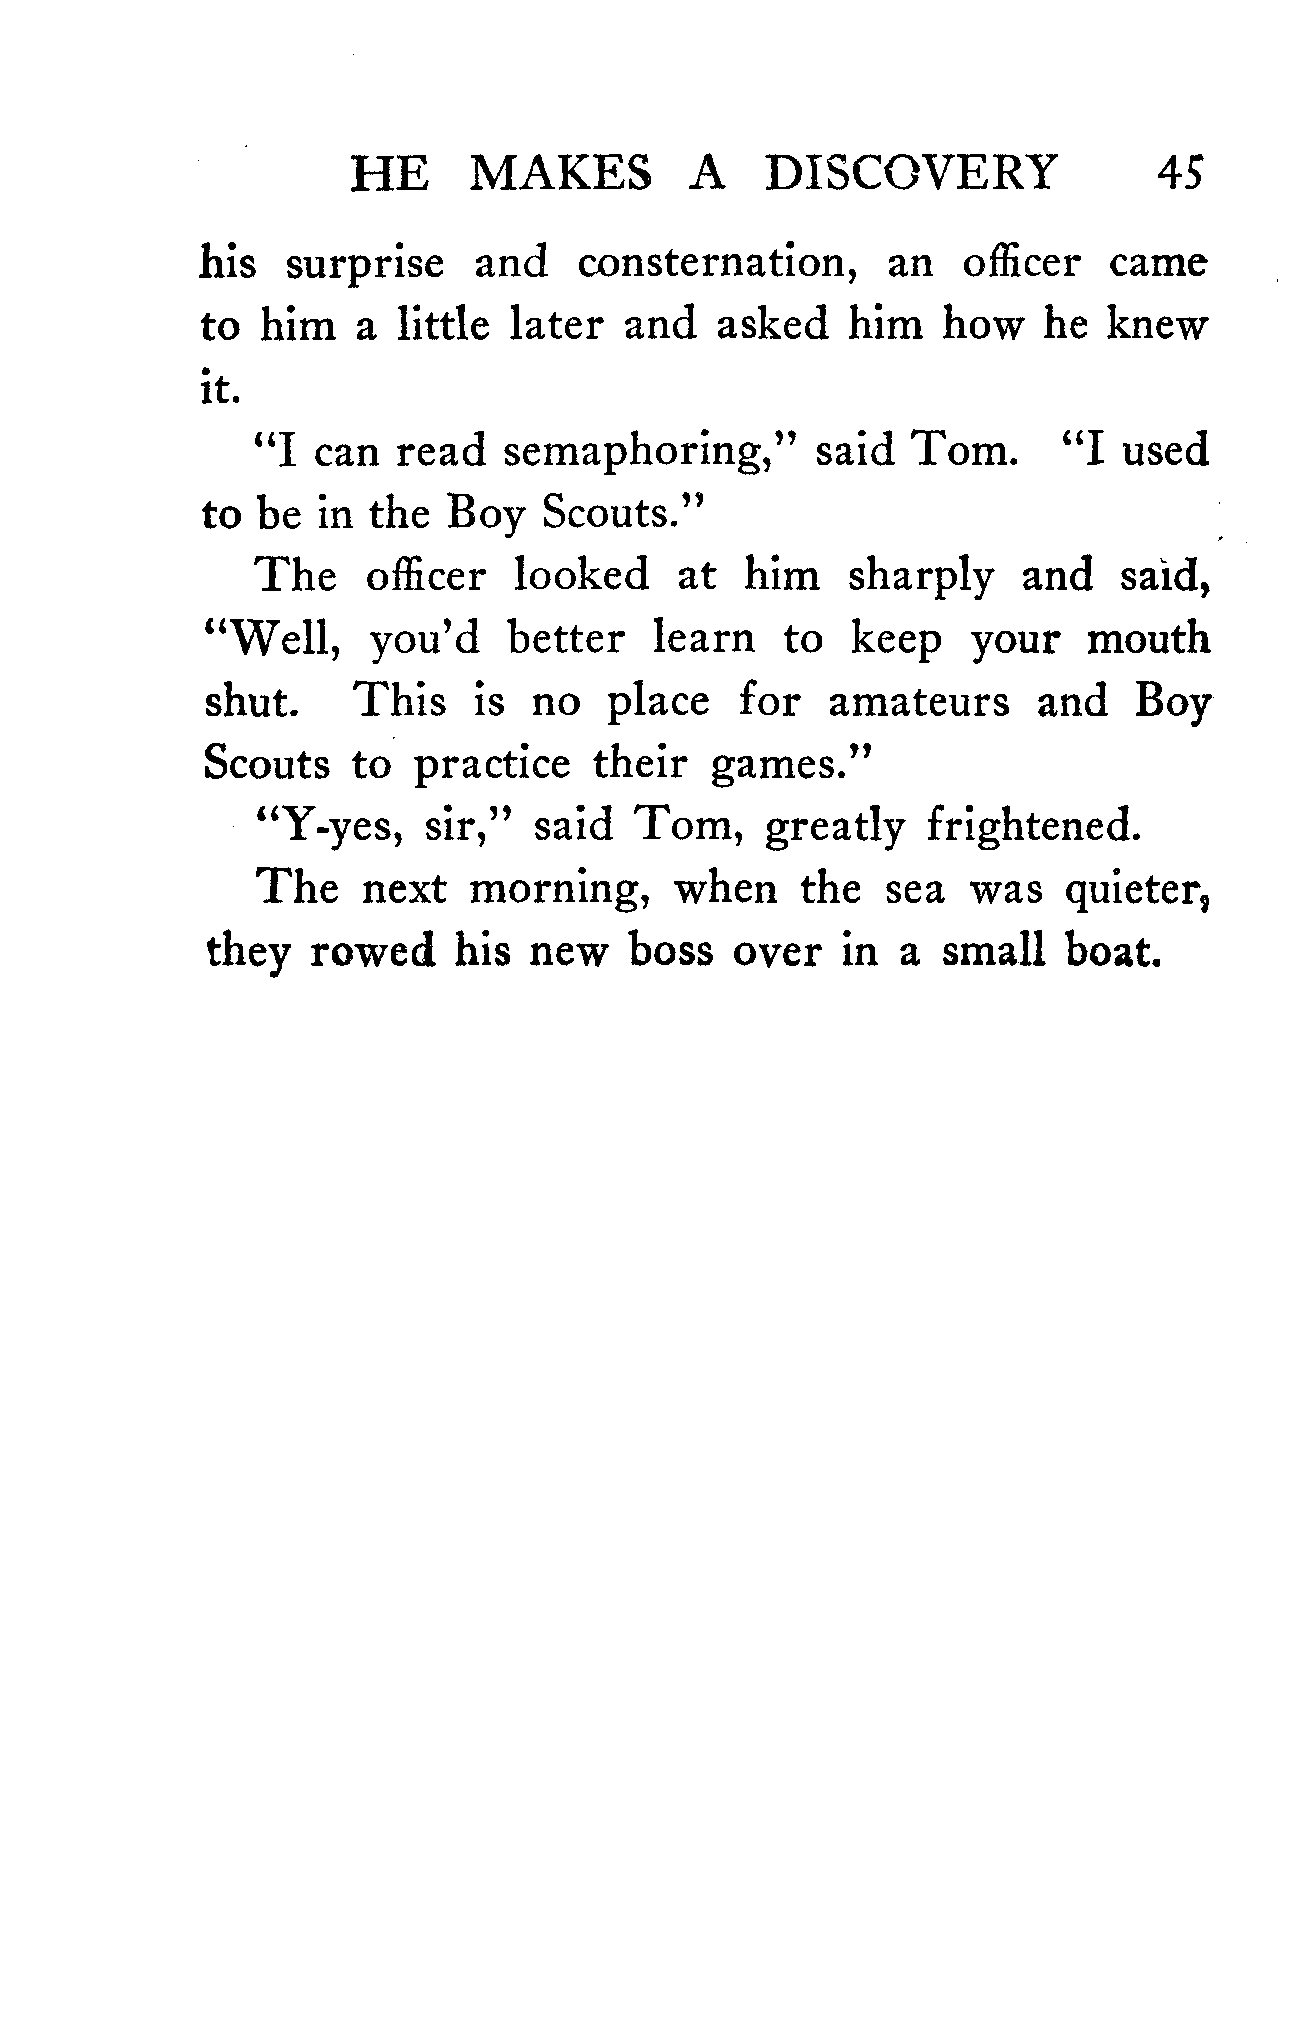 HE MAKES A DISCOVERY 45
his surprise and consternation, an officer came
to him a little later and asked him how he knew
it.
“I can read semaphoring,” said Tom. “I used
to be in the Boy Scouts.”
The officer looked at him sharply and said,
“Well, you’d better learn to keep your mouth
shut. This is no place for amateurs and Boy
Scouts to practice their games.”
“Y-yes, sir,” said Tom, greatly frightened.
The next morning, when the sea was quieter,
they rowed his new boss over in a small boat.